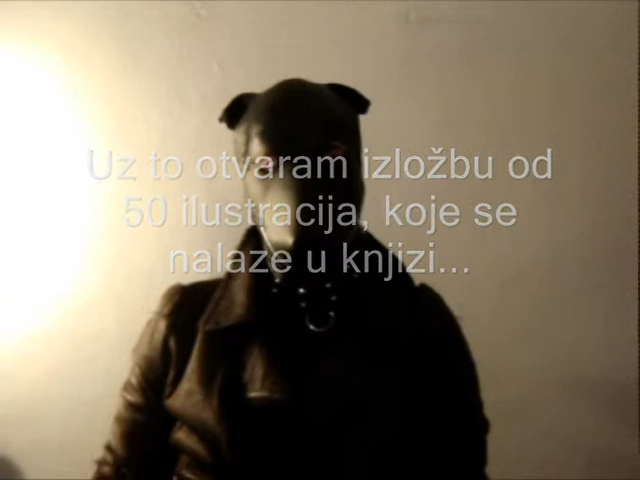 Uz to otvaram izložbu od
50 ilustracija, koje se
nalaze u knjizi...